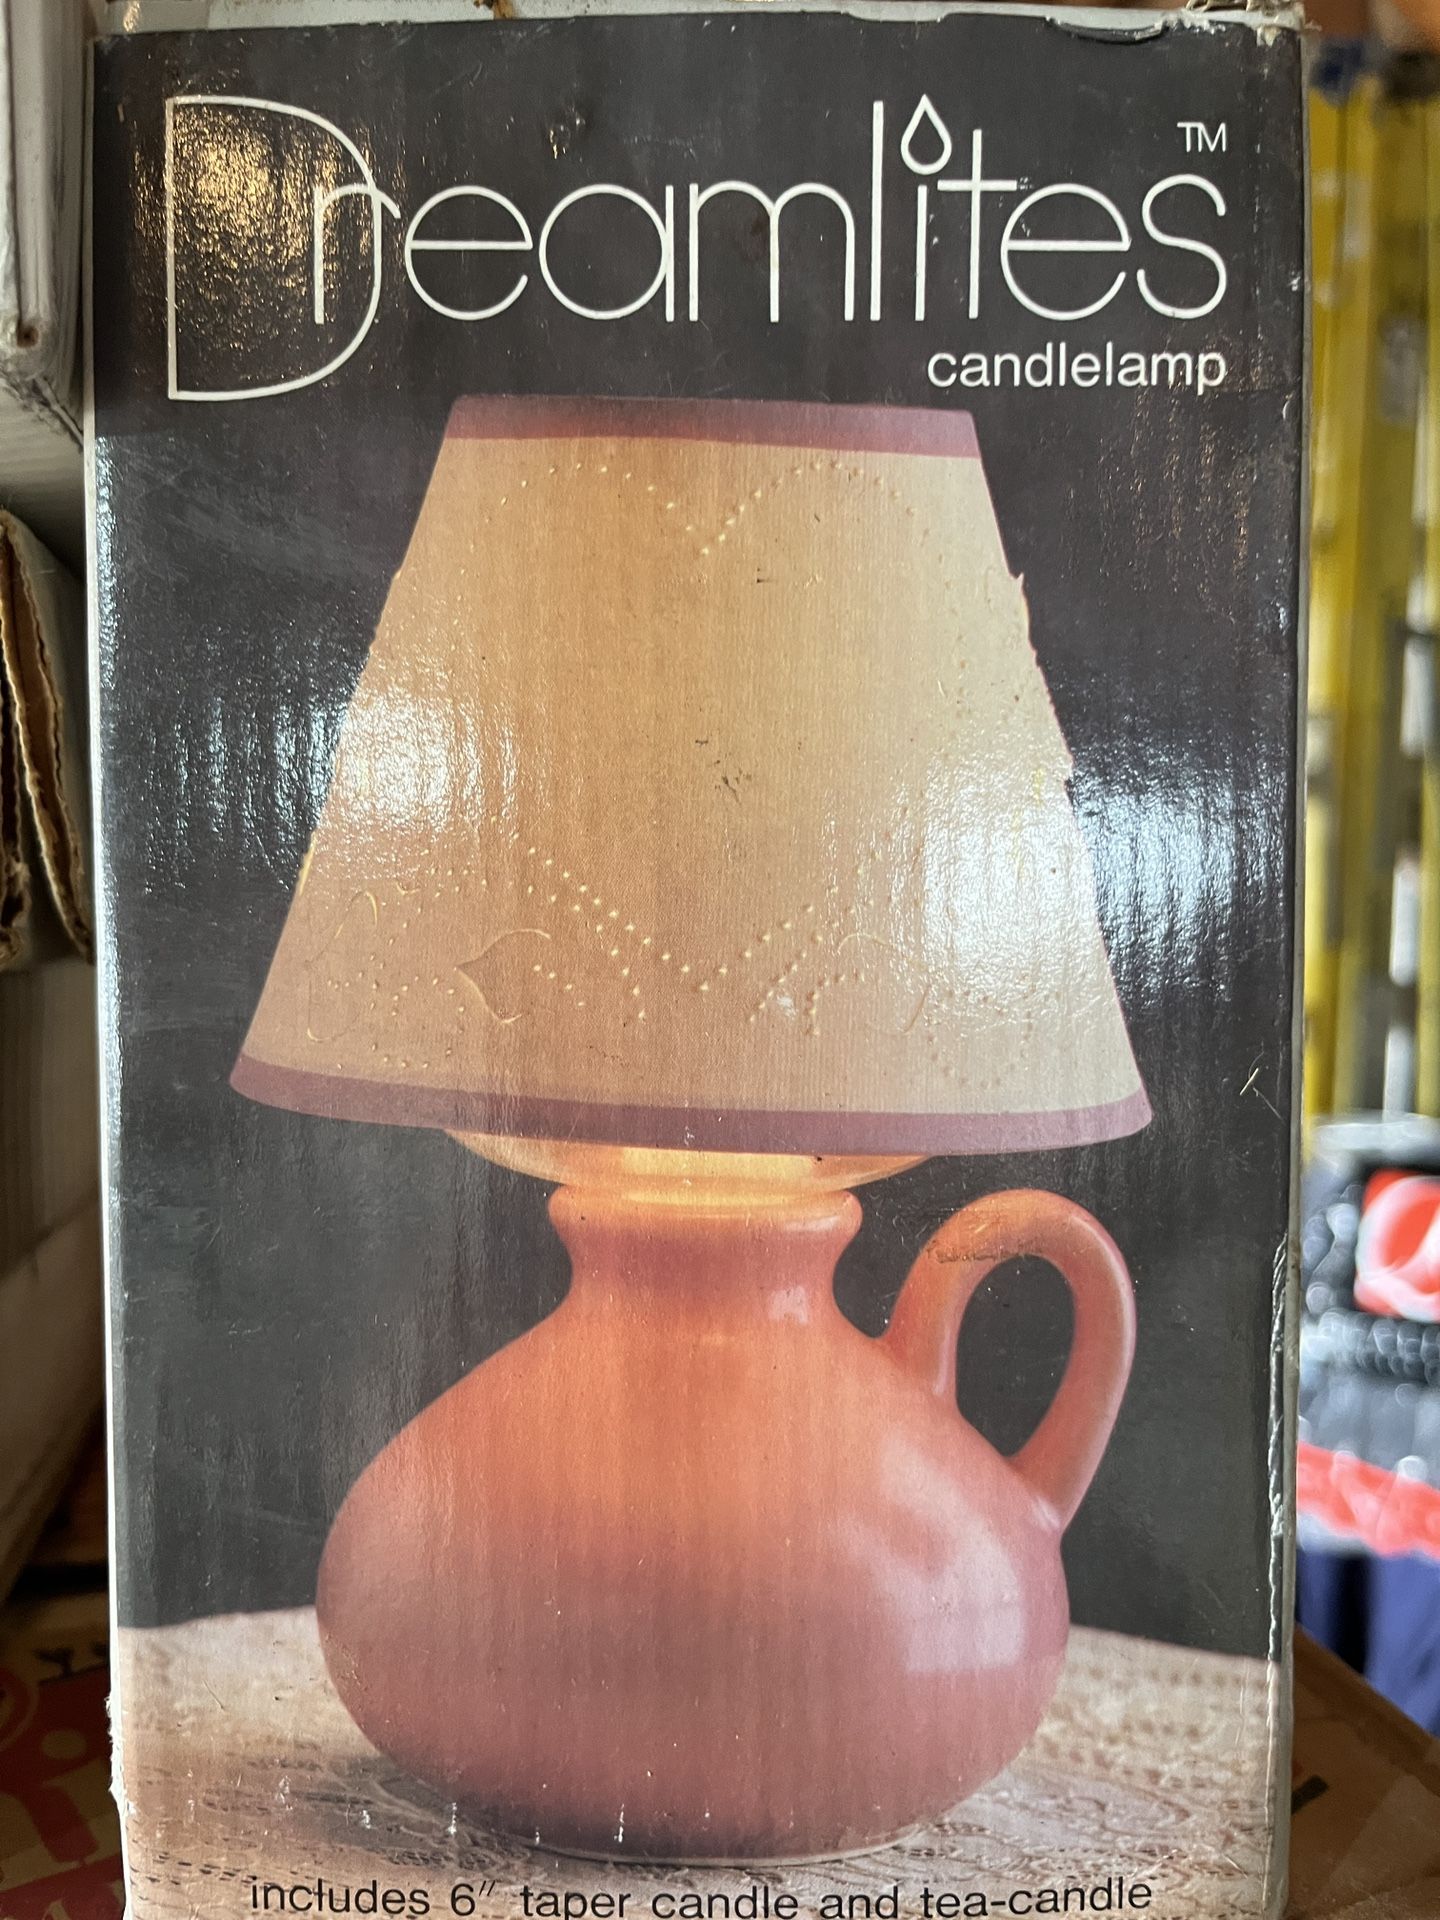 Dreamlites™
candlelamp
includes 6" taper candle and tea-candle